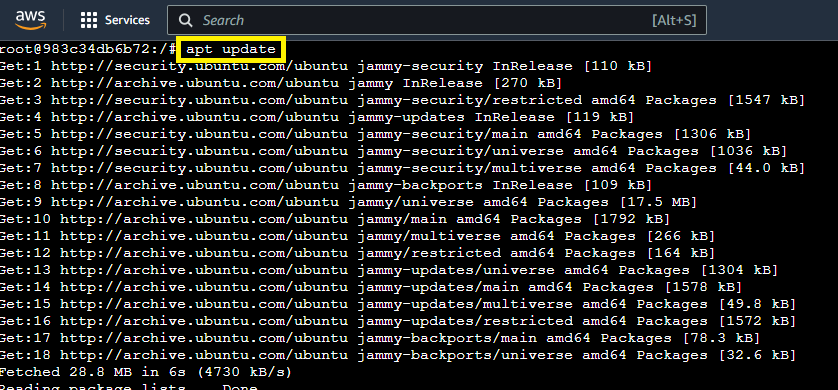 aws Services Search [Alt+S]
root@983c34db6b72:/# apt update
Get:1 http://security.ubuntu.com/ubuntu jammy-security InRelease [110 kB]
Get:2 http://archive.ubuntu.com/ubuntu jammy InRelease [270 kB]
Get:3 http://security.ubuntu.com/ubuntu jammy-security/restricted amd64 Packages [1547 kB]
Get:4 http://archive.ubuntu.com/ubuntu jammy-updates InRelease [119 kB]
Get:5 http://security.ubuntu.com/ubuntu jammy-security/main amd64 Packages [1306 kB]
Get:6 http://security.ubuntu.com/ubuntu jammy-security/universe amd64 Packages [1036 kB]
Get:7 http://security.ubuntu.com/ubuntu jammy-security/multiverse amd64 Packages [44.0 kB]
Get:8 http://archive.ubuntu.com/ubuntu jammy-backports InRelease [109 kB]
Get:9 http://archive.ubuntu.com/ubuntu jammy/universe amd64 Packages [17.5 MB]
Get:10 http://archive.ubuntu.com/ubuntu jammy/main amd64 Packages [1792 kB]
Get:11 http://archive.ubuntu.com/ubuntu jammy/multiverse amd64 Packages [266 kB]
Get:12 http://archive.ubuntu.com/ubuntu jammy/restricted amd64 Packages [164 kB]
Get:13 http://archive.ubuntu.com/ubuntu jammy-updates/universe amd64 Packages [1304 kB]
Get:14 http://archive.ubuntu.com/ubuntu jammy-updates/main amd64 Packages [1578 kB]
Get:15 http://archive.ubuntu.com/ubuntu jammy-updates/multiverse amd64 Packages [49.8 kB]
Get:16 http://archive.ubuntu.com/ubuntu jammy-updates/restricted amd64 Packages [1572 kB]
Get:17 http://archive.ubuntu.com/ubuntu jammy-backports/main amd64 Packages [78.3 kB]
Get:18 http://archive.ubuntu.com/ubuntu jammy-backports/universe amd64 Packages [32.6 kB]
Fetched 28.8 MB in 6s (4730 kB/s)
Reading package lists... Done